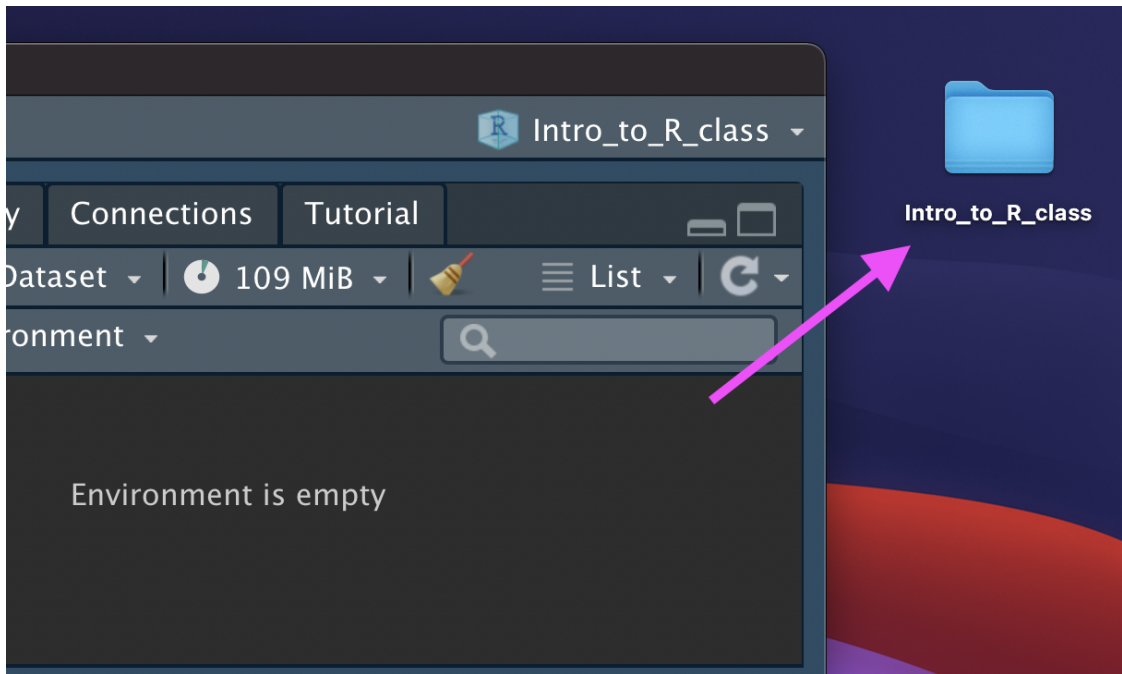 R Intro_to_R_class
Intro_to_R_class
y Connections Tutorial
Dataset 109 MiB List
ronment
Environment is empty